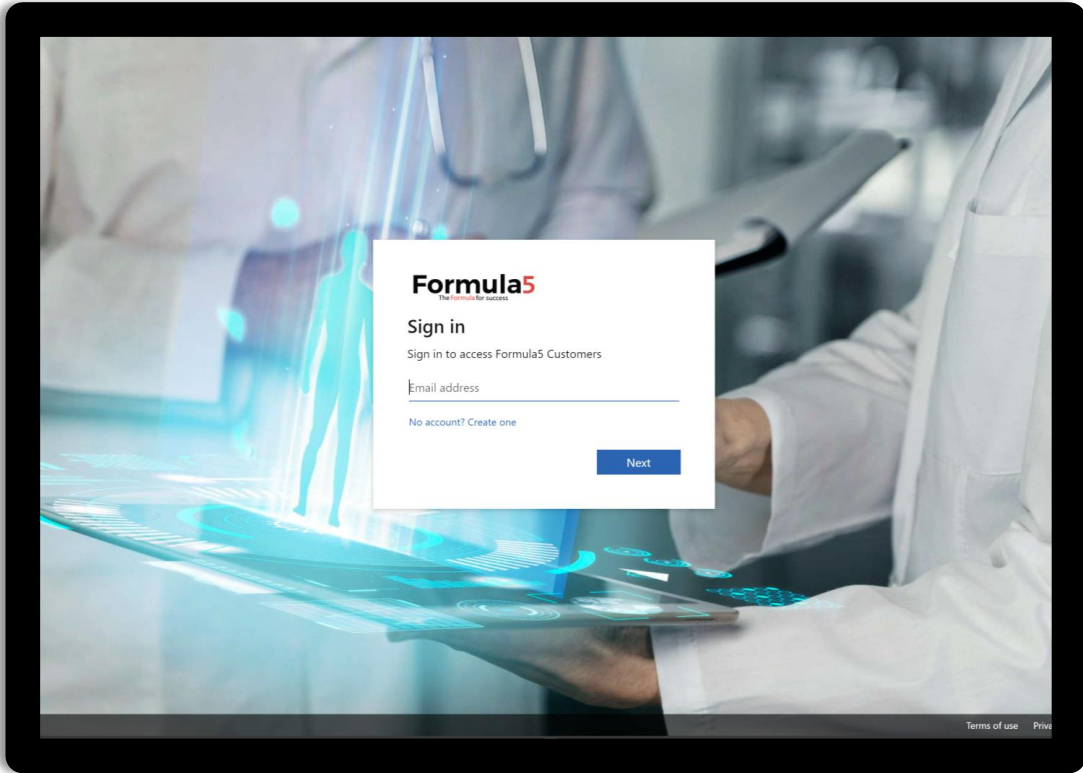 Formula5
The Formula for success
Sign in
Sign in to access Formula5 Customers
Email address
No account? Create one
Next
Terms of use Priva